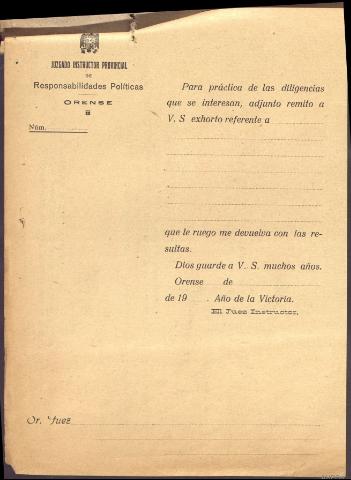 JUZGADO INSTRUCTOR PROVINCIAL
DE
Responsabilidades Políticas
ORENSE
Núm.
Para práctica de las diligencias
que se interesan, adjunto remito a
V. S exhorto referente a
que le ruego me devuelva con las re-
sultas.
Dios guarde a V. S. muchos años.
Orense de
de 19 . Año de la Victoria.
El Juez Instructor,
Sr. Juez